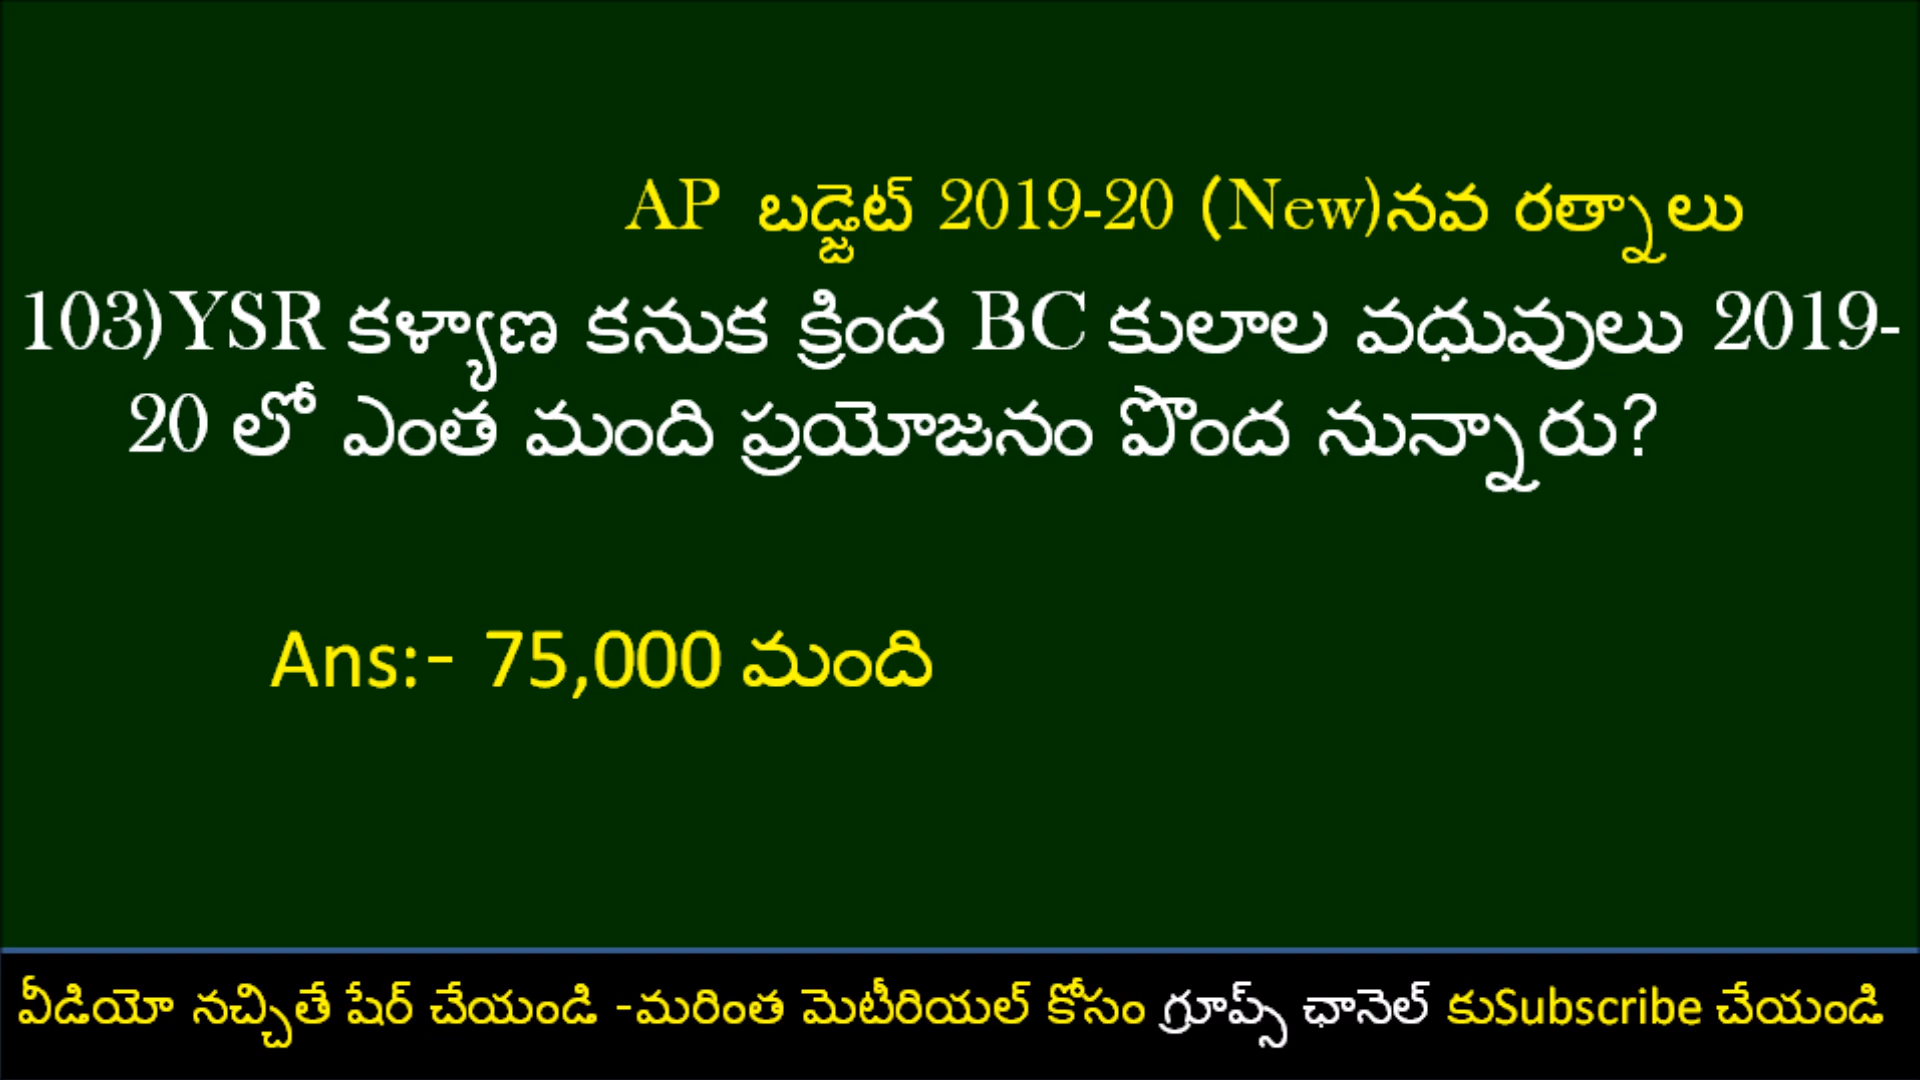 AP బడ్జెట్ 2019-20 (New)నవ రత్నాలు
103)YSR కళ్యాణ కనుక క్రింద BC కులాల వధువులు 2019-
20 లో ఎంత మంది ప్రయోజనం పొంద నున్నారు?
Ans:- 75,000 మంది
వీడియో నచ్చితే షేర్ చేయండి -మరింత మెటీరియల్ కోసం గ్రూప్స్ ఛానెల్ కుSubscribe చేయండి